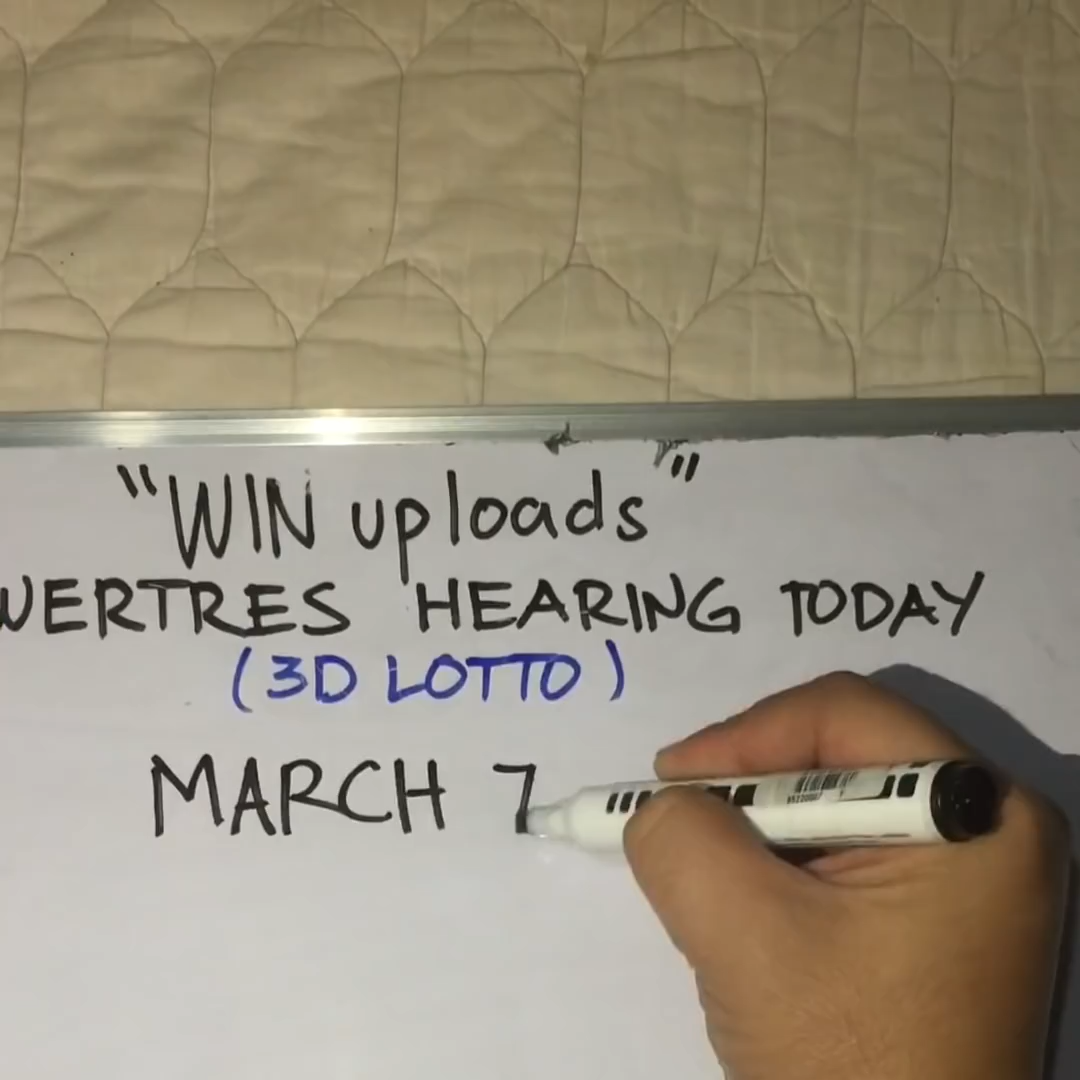 "WIN uploads"
WERTRES HEARING TODAY
(3D LOTTO)
MARCH 7